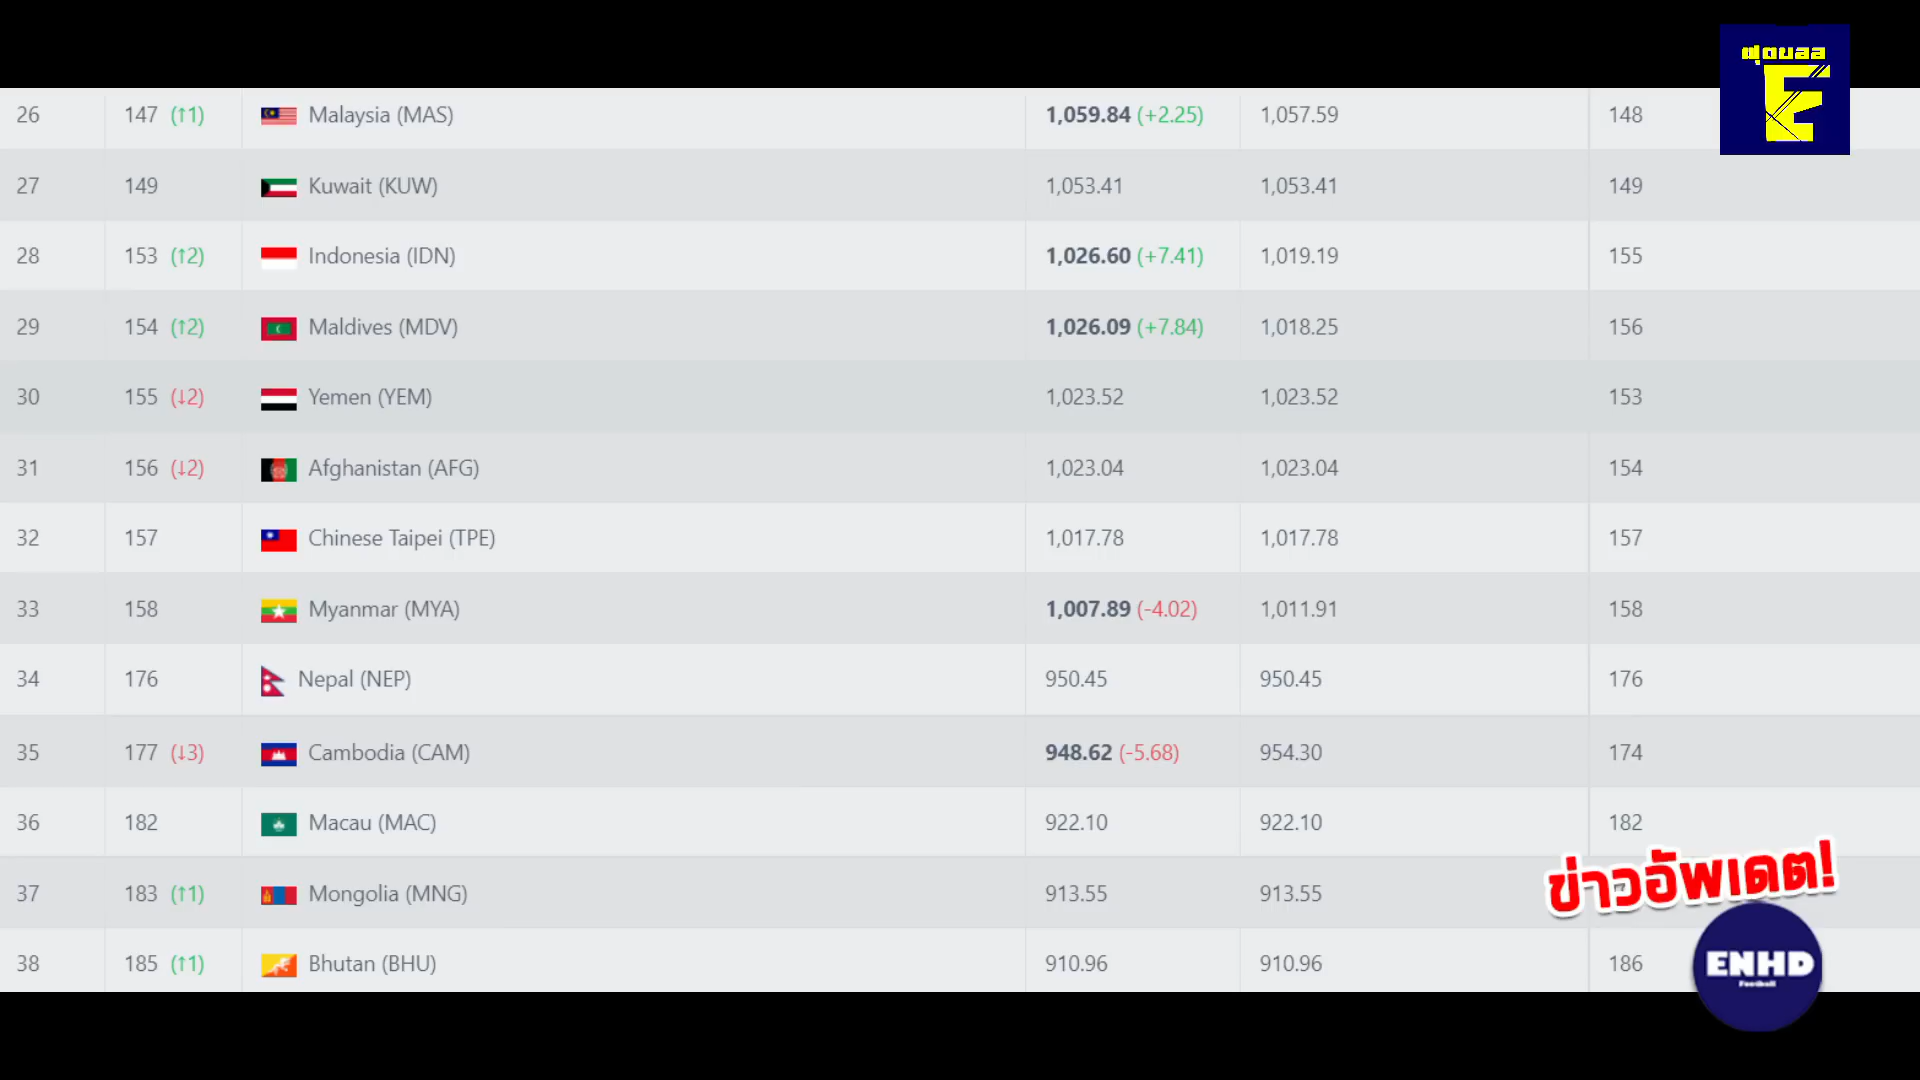 ฟุตบอล
E
26 147 (↑1) Malaysia (MAS) 1,059.84 (+2.25) 1,057.59 148
27 149 Kuwait (KUW) 1,053.41 1,053.41 149
28 153 (↑2) Indonesia (IDN) 1,026.60 (+7.41) 1,019.19 155
29 154 (↑2) Maldives (MDV) 1,026.09 (+7.84) 1,018.25 156
30 155 (↓2) Yemen (YEM) 1,023.52 1,023.52 153
31 156 (↓2) Afghanistan (AFG) 1,023.04 1,023.04 154
32 157 Chinese Taipei (TPE) 1,017.78 1,017.78 157
33 158 Myanmar (MYA) 1,007.89 (-4.02) 1,011.91 158
34 176 Nepal (NEP) 950.45 950.45 176
35 177 (↓3) Cambodia (CAM) 948.62 (-5.68) 954.30 174
36 182 Macau (MAC) 922.10 922.10 182
37 183 (↑1) Mongolia (MNG) 913.55 913.55
38 185 (↑1) Bhutan (BHU) 910.96 910.96 186
ข่าวอัพเดต!
ENHD
Football